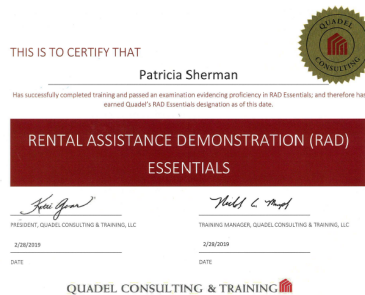 QUADEL
CONSULTING
THIS IS TO CERTIFY THAT
Patricia Sherman
Has successfully completed training and passed an examination evidencing proficiency in RAD Essentials; and therefore has
earned Quadel's RAD Essentials designation as of this date.
RENTAL ASSISTANCE DEMONSTRATION (RAD)
ESSENTIALS
PRESIDENT, QUADEL CONSULTING & TRAINING, LLC
TRAINING MANAGER, QUADEL CONSULTING & TRAINING, LLC
2/28/2019
2/28/2019
DATE
DATE
QUADEL CONSULTING & TRAINING